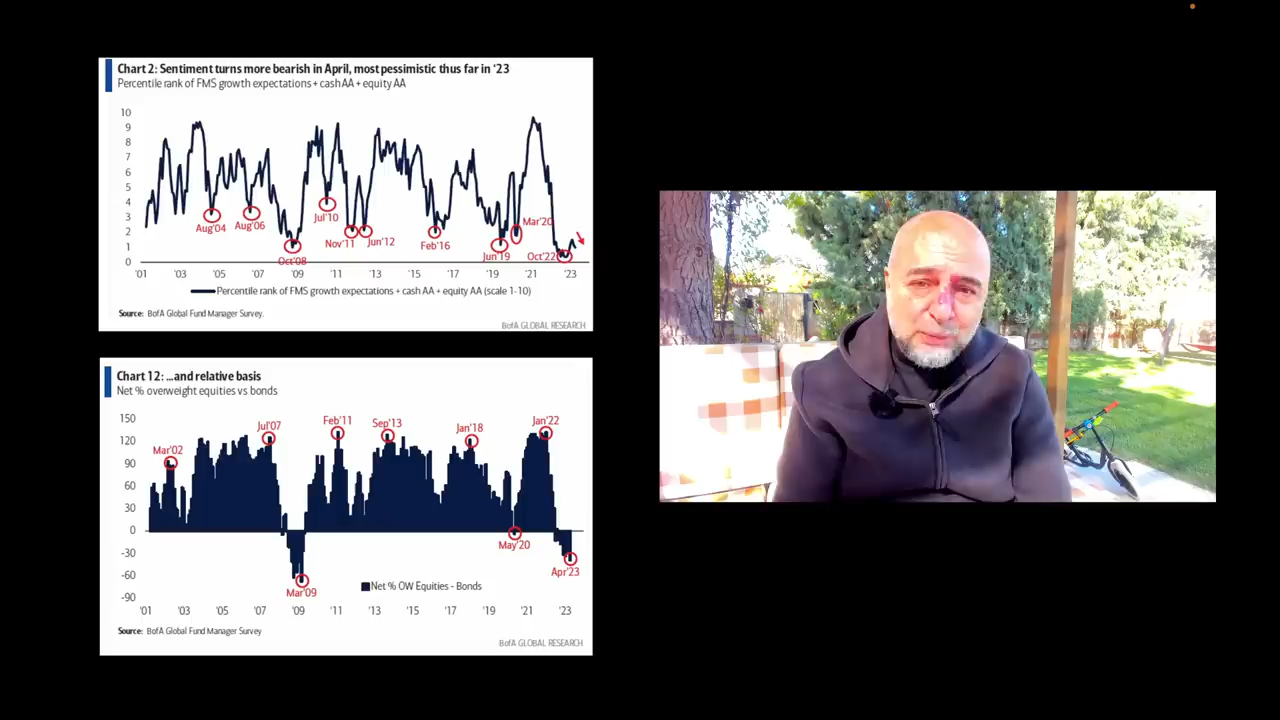 Chart 2: Sentiment turns more bearish in April, most pessimistic thus far in '23
Percentile rank of FMS growth expectations + cash AA + equity AA
10
9
8
7
6
5
4
3
2
1
0
Aug'04
Aug'06
Oct'08
Jul'10
Nov'11
Jun'12
Feb'16
Jun'19
Mar'20
Oct'22
'01 '03 '05 '07 '09 '11 '13 '15 '17 '19 '21 '23
Percentile rank of FMS growth expectations + cash AA + equity AA (scale 1-10)
Source: BofA Global Fund Manager Survey.
BofA GLOBAL RESEARCH
Chart 12: ...and relative basis
Net % overweight equities vs bonds
150
120
90
60
30
0
-30
-60
-90
Mar'02
Jul'07
Mar'09
Feb'11
Sep'13
Jan'18
May'20
Jan'22
Apr'23
Net % OW Equities - Bonds
'01 '03 '05 '07 '09 '11 '13 '15 '17 '19 '21 '23
Source: BofA Global Fund Manager Survey
BofA GLOBAL RESEARCH